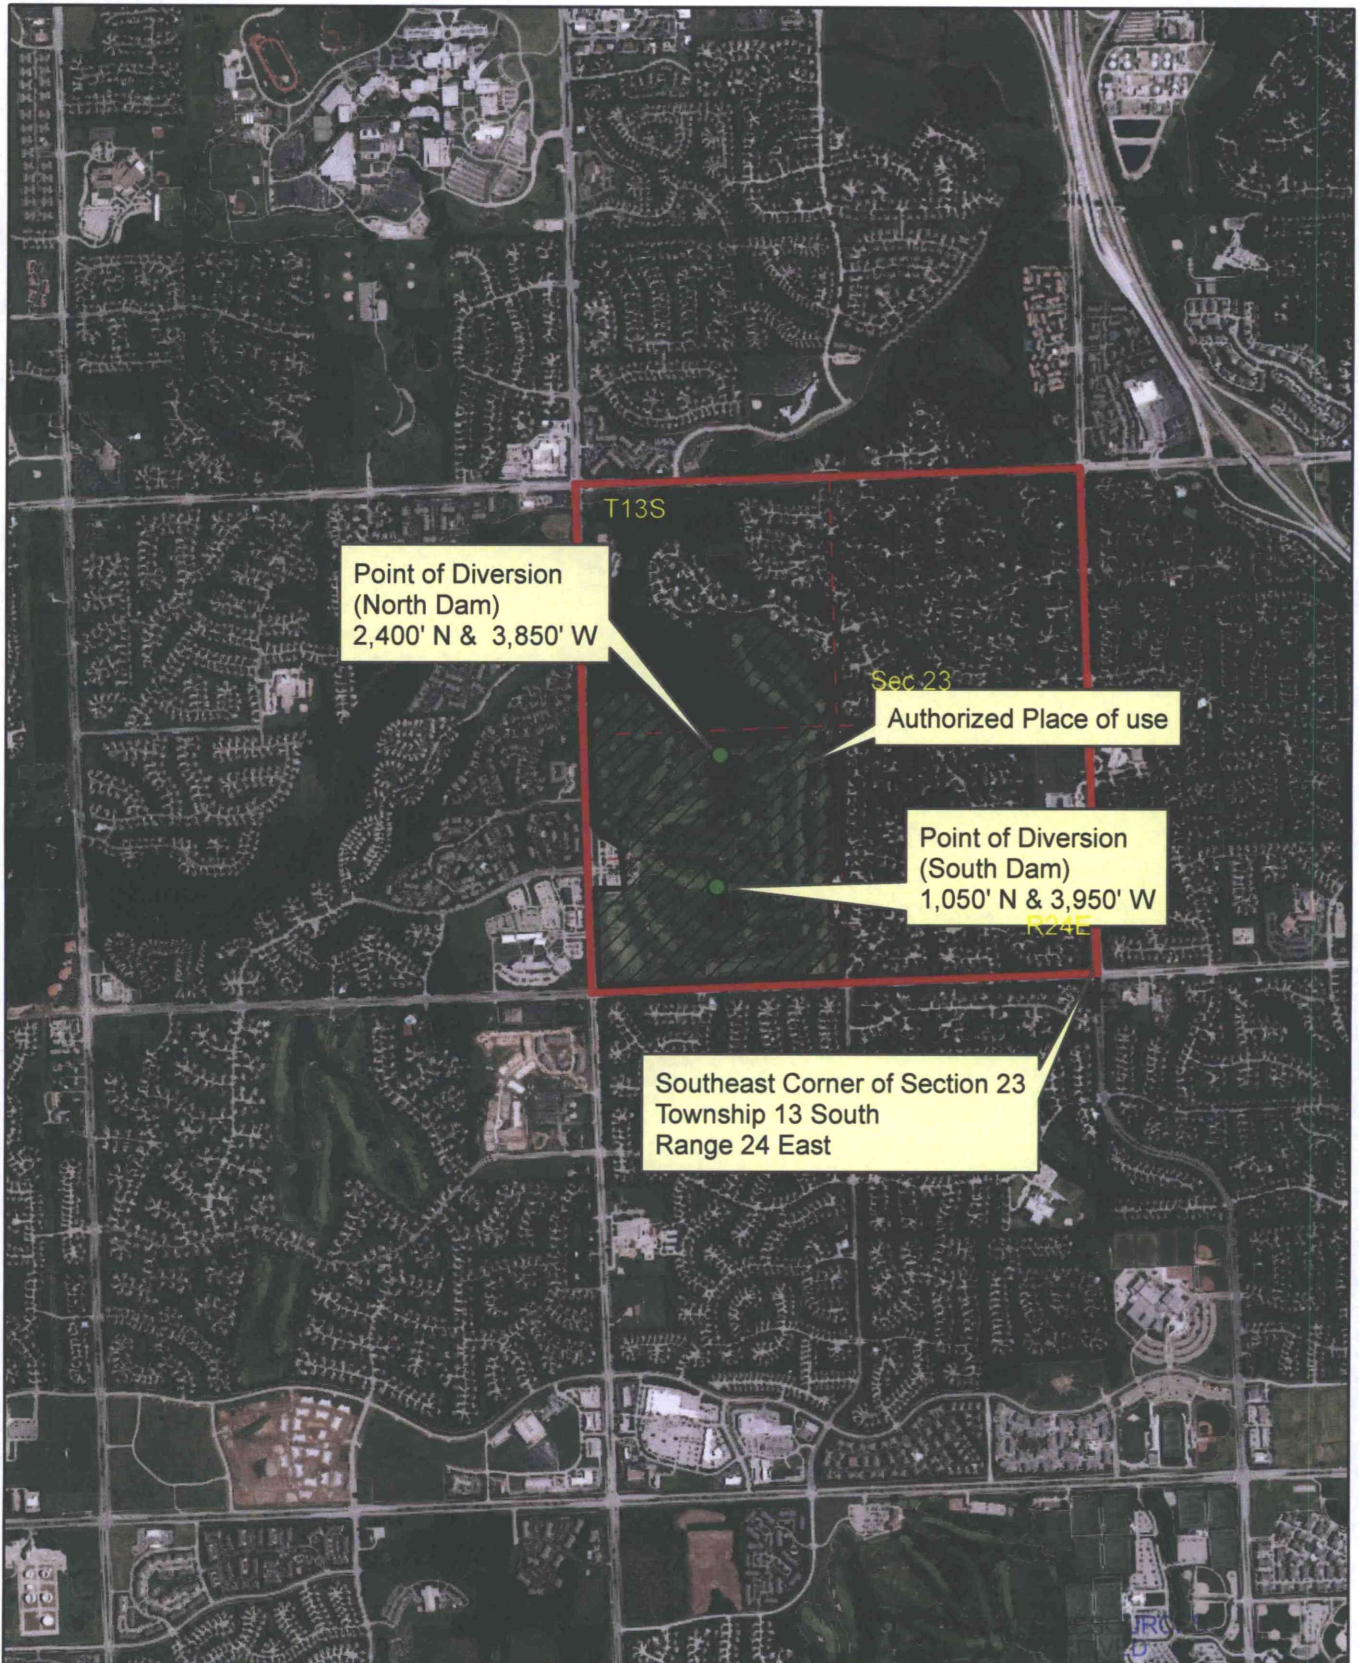 T13S
Point of Diversion
(North Dam)
2,400' N & 3,850' W
Sec 23
Authorized Place of use
Point of Diversion
(South Dam)
1,050' N & 3,950' W
R24E
Southeast Corner of Section 23
Township 13 South
Range 24 East